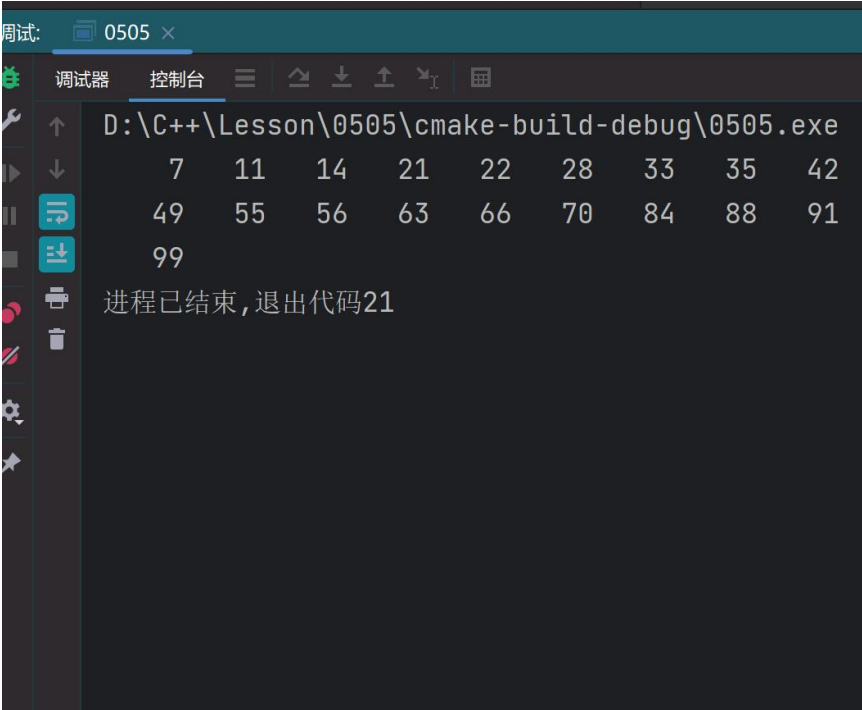 调试: 0505 ×
调试器 控制台
D:\C++\Lesson\0505\cmake-build-debug\0505.exe
7 11 14 21 22 28 33 35 42
49 55 56 63 66 70 84 88 91
99
进程已结束,退出代码21